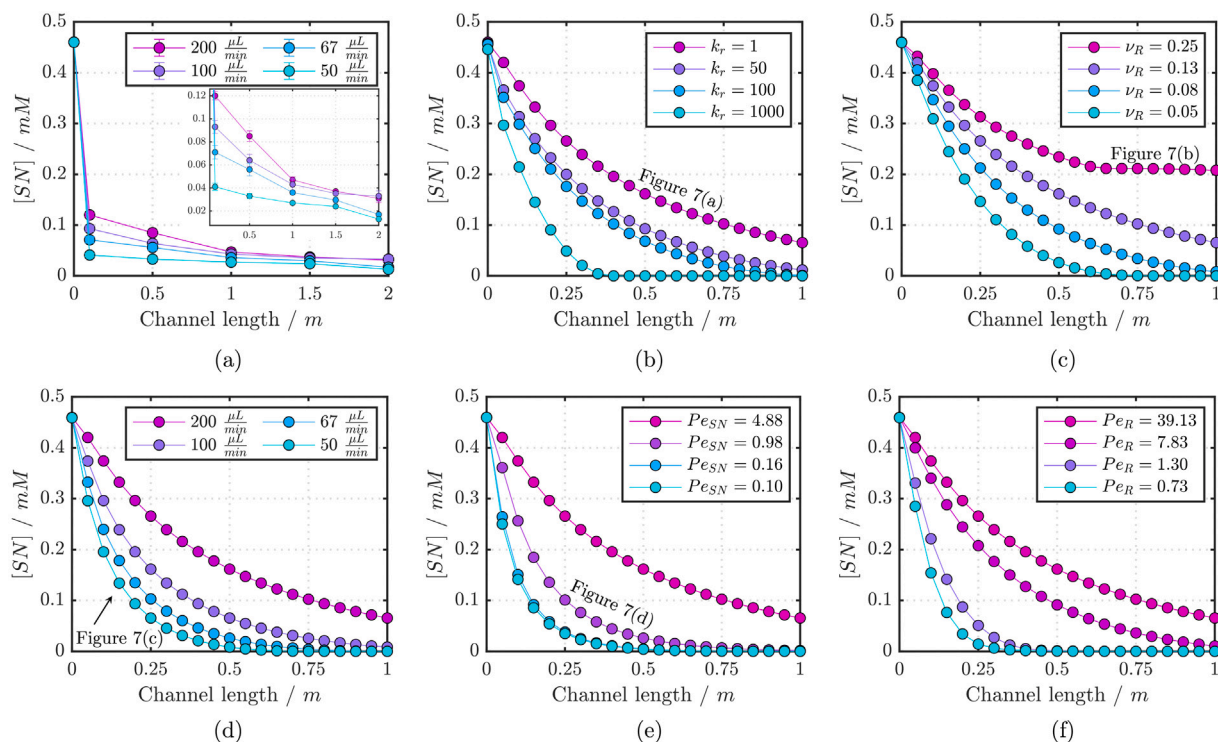 0.5
0.4
0.3
0.2
0.1
0
[SN] / mM
200 μL/min 67 μL/min
100 μL/min 50 μL/min
0.12
0.10
0.08
0.06
0.04
0.02
0.5 1 1.5 2
0 0.5 1 1.5 2
Channel length / m
(a)
0.5
0.4
0.3
0.2
0.1
0
[SN] / mM
k_r = 1
k_r = 50
k_r = 100
k_r = 1000
Figure 7(a)
0 0.25 0.5 0.75 1
Channel length / m
(b)
0.5
0.4
0.3
0.2
0.1
0
[SN] / mM
ν_R = 0.25
ν_R = 0.13
ν_R = 0.08
ν_R = 0.05
Figure 7(b)
0 0.25 0.5 0.75 1
Channel length / m
(c)
0.5
0.4
0.3
0.2
0.1
0
[SN] / mM
200 μL/min 67 μL/min
100 μL/min 50 μL/min
Figure 7(c)
0 0.25 0.5 0.75 1
Channel length / m
(d)
0.5
0.4
0.3
0.2
0.1
0
[SN] / mM
Pe_SN = 4.88
Pe_SN = 0.98
Pe_SN = 0.16
Pe_SN = 0.10
Figure 7(d)
0 0.25 0.5 0.75 1
Channel length / m
(e)
0.5
0.4
0.3
0.2
0.1
0
[SN] / mM
Pe_R = 39.13
Pe_R = 7.83
Pe_R = 1.30
Pe_R = 0.73
0 0.25 0.5 0.75 1
Channel length / m
(f)